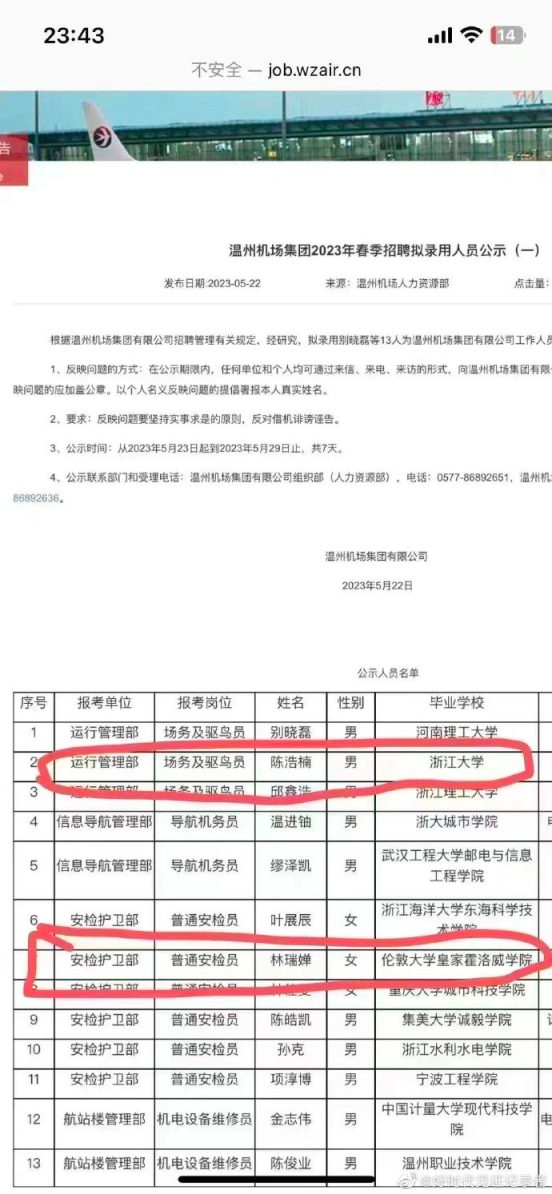 23:43
14
不安全 — job.wzair.cn
告
e
温州机场集团2023年春季招聘拟录用人员公示（一）
发布日期:2023-05-22 来源：温州机场人力资源部 点击量:
根据温州机场集团有限公司招聘管理有关规定，经研究，拟录用别晓磊等13人为温州机场集团有限公司工作人员
1、反映问题的方式：在公示期限内，任何单位和个人均可通过来信、来电、来访的形式，向温州机场集团有限
映问题的应加盖公章。以个人名义反映问题的提倡署报本人真实姓名。
2、要求：反映问题要坚持实事求是的原则，反对借机诽谤诬告。
3、公示时间：从2023年5月23日起到2023年5月29日止，共7天。
4、公示联系部门和受理电话：温州机场集团有限公司组织部（人力资源部），电话：0577-86892651，温州机
86892636。
温州机场集团有限公司
2023年5月22日
公示人员名单
序号 报考单位 报考岗位 姓名 性别 毕业学校
1 运行管理部 场务及驱鸟员 别晓磊 男 河南理工大学
2 运行管理部 场务及驱鸟员 陈浩楠 男 浙江大学
3 运行管理部 场务及驱鸟员 邱鑫浩 男 浙江理工大学
4 信息导航管理部 导航机务员 温进铀 男 浙大城市学院
5 信息导航管理部 导航机务员 缪泽凯 男 武汉工程大学邮电与信息
工程学院
6 安检护卫部 普通安检员 叶展辰 女 浙江海洋大学东海科学技
术学院
安检护卫部 普通安检员 林瑞婵 女 伦敦大学皇家霍洛威学院
8 安检护卫部 普通安检员 女 重庆大学城市科技学院
9 安检护卫部 普通安检员 陈皓凯 男 集美大学诚毅学院
10 安检护卫部 普通安检员 孙克 男 浙江水利水电学院
11 安检护卫部 普通安检员 项淳博 男 宁波工程学院
12 航站楼管理部 机电设备维修员 金志伟 男 中国计量大学现代科技学
院
13 航站楼管理部 机电设备维修员 陈俊业 男 温州职业技术学院